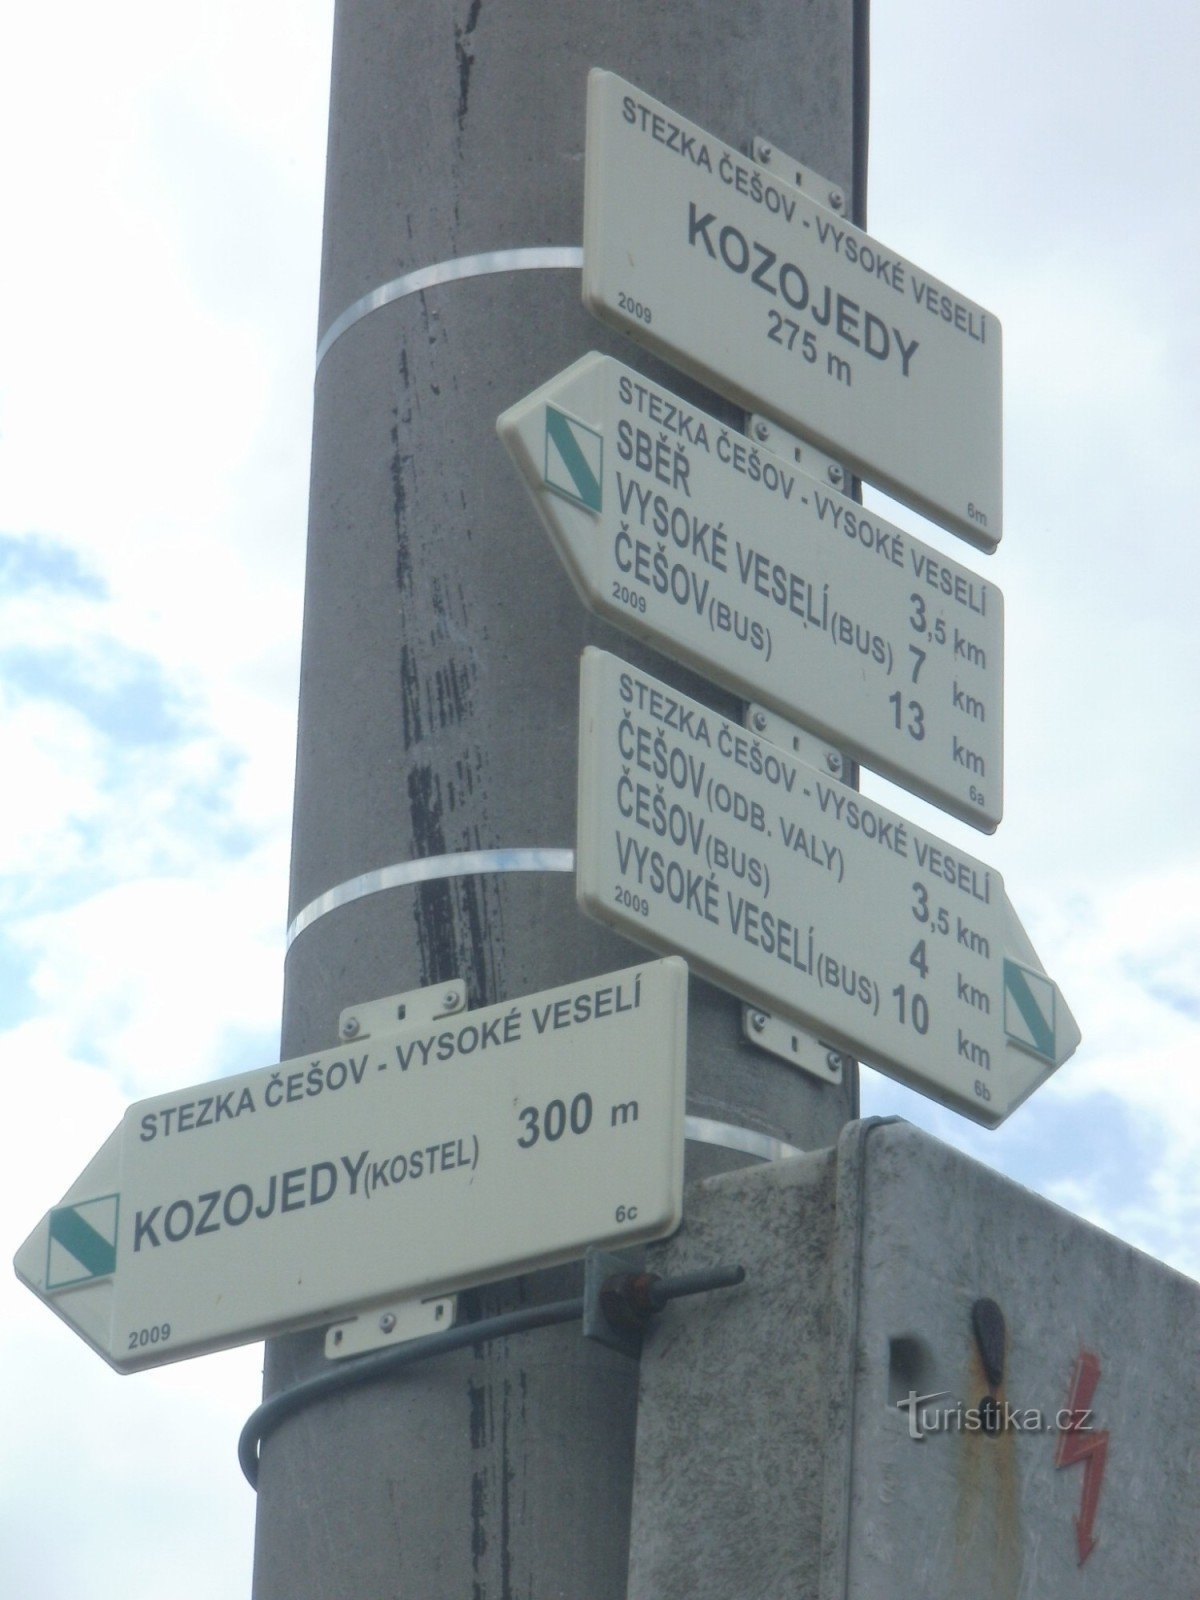 STEZKA ČEŠOV - VYSOKÉ VESELÍ
KOZOJEDY
275 m
2009
6m
STEZKA ČEŠOV - VYSOKÉ VESELÍ
SBĚŘ 3,5 km
VYSOKÉ VESELÍ (BUS) 7 km
ČEŠOV (BUS) 13 km
2009
6a
STEZKA ČEŠOV - VYSOKÉ VESELÍ
ČEŠOV (ODB. VALY) 3,5 km
ČEŠOV (BUS) 4 km
VYSOKÉ VESELÍ (BUS) 10 km
2009
6b
STEZKA ČEŠOV - VYSOKÉ VESELÍ
KOZOJEDY (KOSTEL) 300 m
2009
6c
Turistika.cz